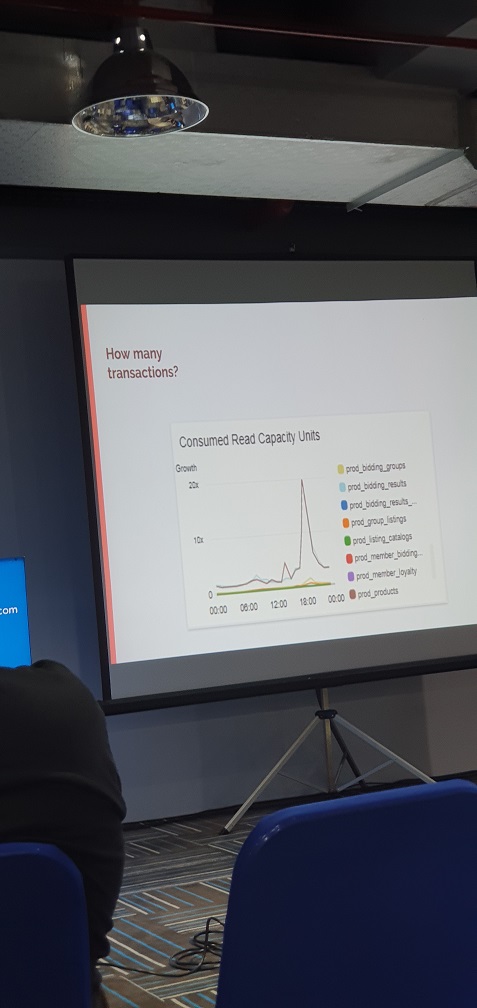 How many
transactions?
Consumed Read Capacity Units
Growth
20x
10x
0
00:00 06:00 12:00 18:00 00:00
prod_bidding_groups
prod_bidding_results
prod_bidding_results_...
prod_group_listings
prod_listing_catalogs
prod_member_bidding...
prod_member_loyalty
prod_products
com